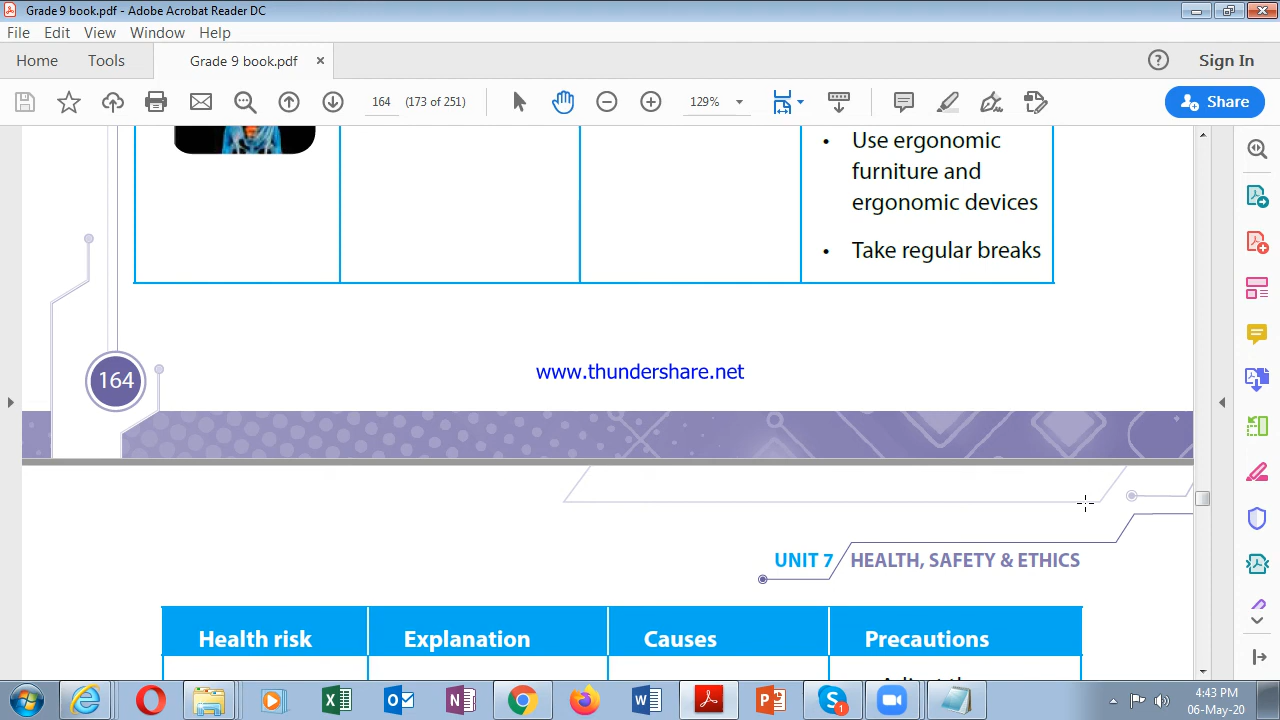 Grade 9 book.pdf - Adobe Acrobat Reader DC
File Edit View Window Help
Home Tools Grade 9 book.pdf × ? Sign In
164 (173 of 251) 129% Share
• Use ergonomic
furniture and
ergonomic devices
• Take regular breaks
164
www.thundershare.net
UNIT 7 HEALTH, SAFETY & ETHICS
Health risk Explanation Causes Precautions
4:43 PM
06-May-20